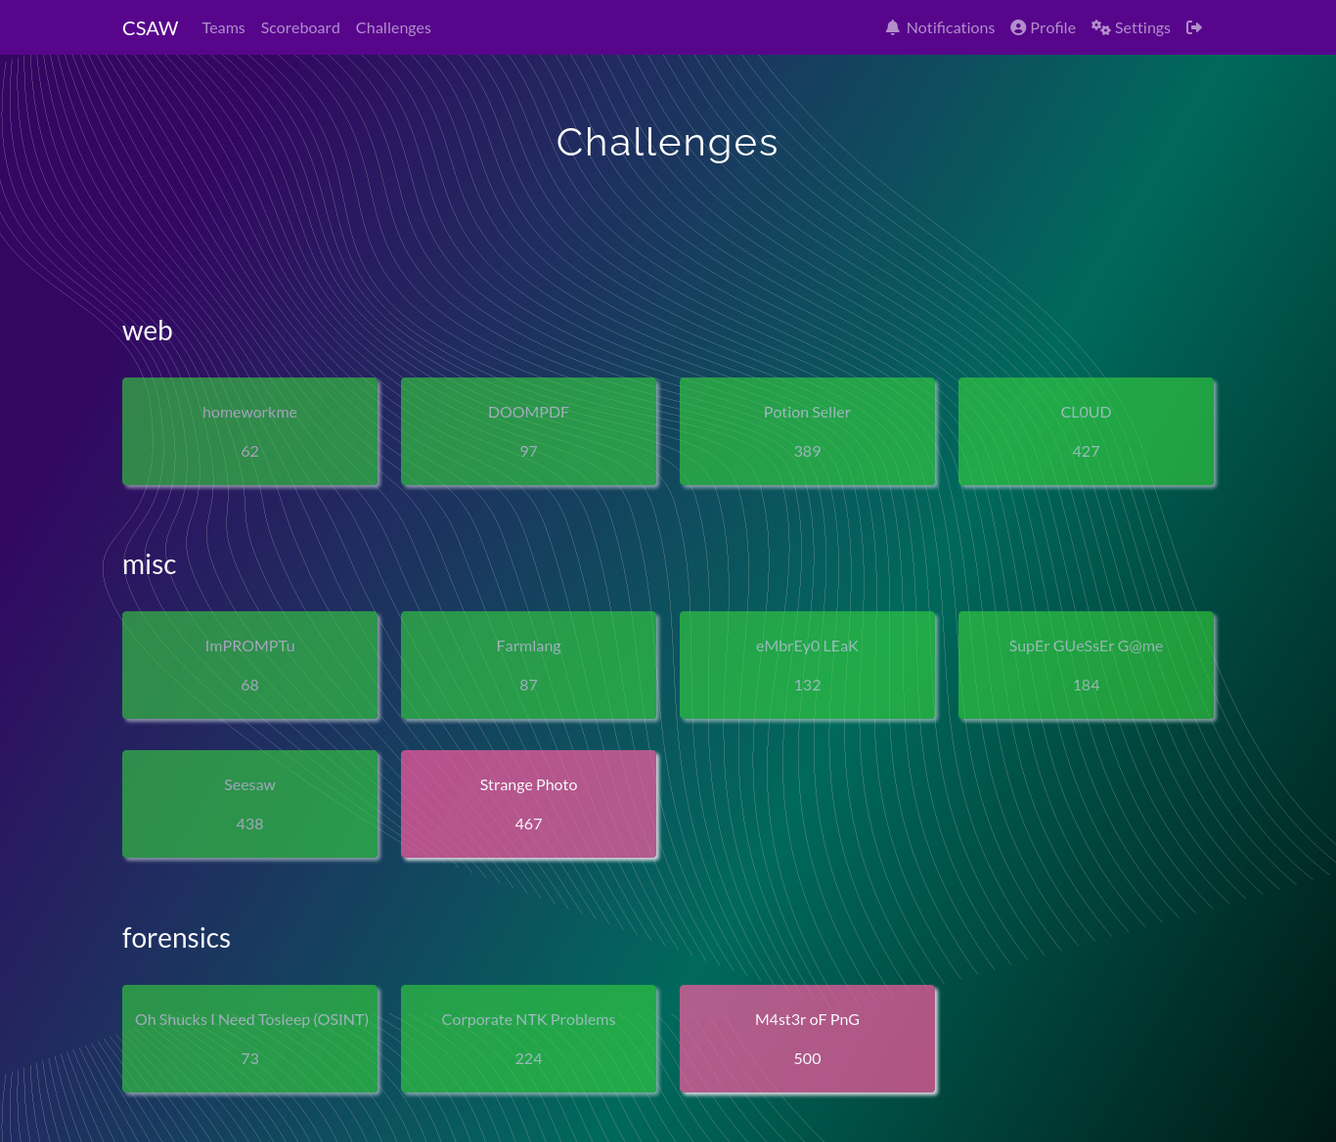 CSAW Teams Scoreboard Challenges Notifications Profile Settings
Challenges
web
homeworkme DOOMPDF Potion Seller CL0UD
62 97 389 427
misc
ImPROMPTu Farmlang eMbrEy0 LEaK SupEr GUeSsEr G@me
68 87 132 184
Seesaw Strange Photo
438 467
forensics
Oh Shucks I Need Tosleep (OSINT) Corporate NTK Problems M4st3r oF PnG
73 224 500